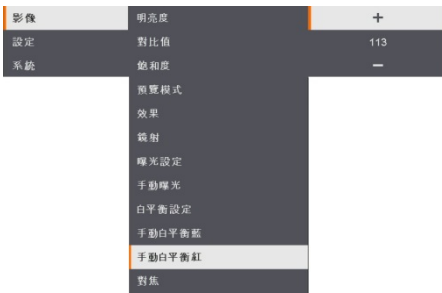 影像
設定
系統
明亮度
對比值
飽和度
預覽模式
效果
鏡射
曝光設定
手動曝光
白平衡設定
手動白平衡藍
手動白平衡紅
對焦
+
113
−